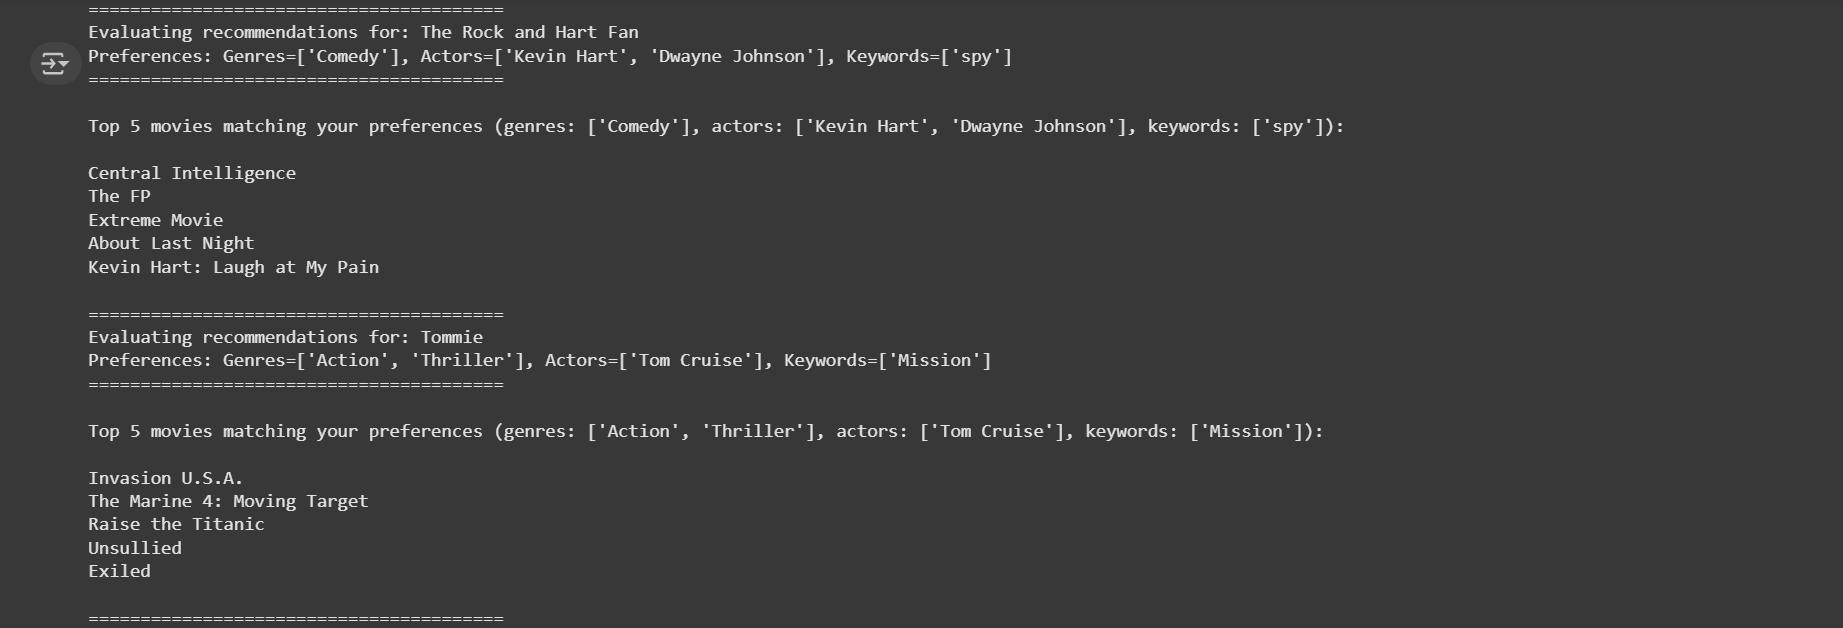 ========================================
Evaluating recommendations for: The Rock and Hart Fan
Preferences: Genres=['Comedy'], Actors=['Kevin Hart', 'Dwayne Johnson'], Keywords=['spy']
========================================
Top 5 movies matching your preferences (genres: ['Comedy'], actors: ['Kevin Hart', 'Dwayne Johnson'], keywords: ['spy']):
Central Intelligence
The FP
Extreme Movie
About Last Night
Kevin Hart: Laugh at My Pain
========================================
Evaluating recommendations for: Tommie
Preferences: Genres=['Action', 'Thriller'], Actors=['Tom Cruise'], Keywords=['Mission']
========================================
Top 5 movies matching your preferences (genres: ['Action', 'Thriller'], actors: ['Tom Cruise'], keywords: ['Mission']):
Invasion U.S.A.
The Marine 4: Moving Target
Raise the Titanic
Unsullied
Exiled
========================================